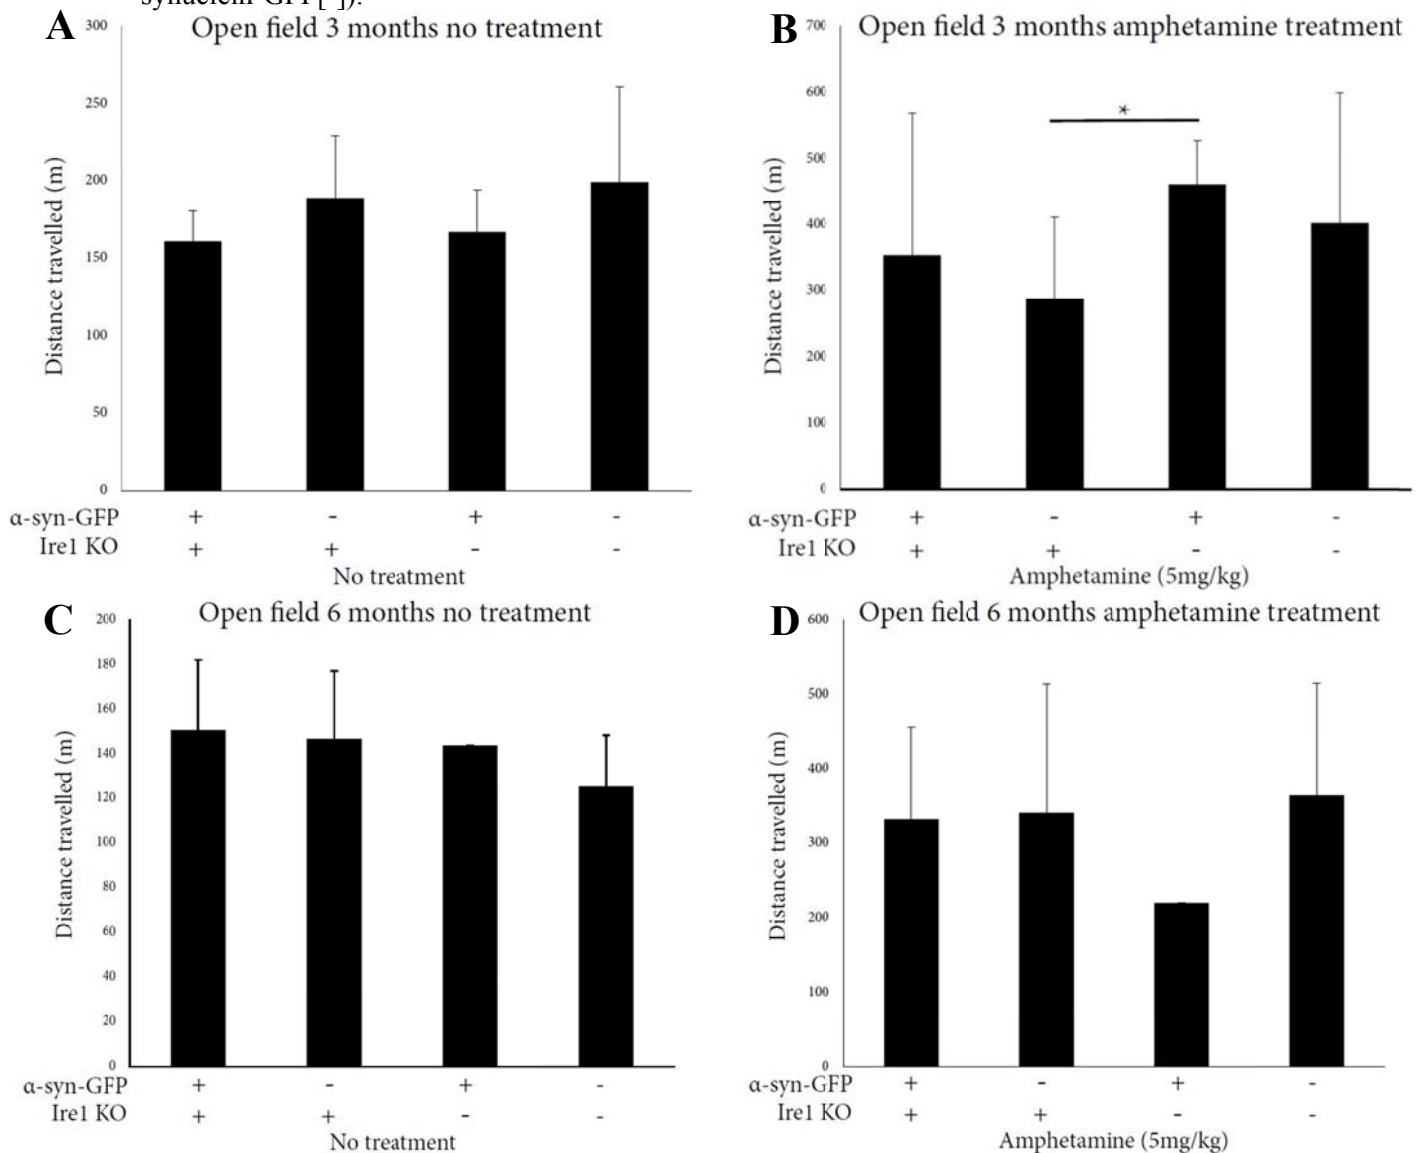 A
Open field 3 months no treatment
300
250
200
150
100
50
0
Distance travelled (m)
α-syn-GFP + - + -
Ire1 KO + + - -
No treatment
B
Open field 3 months amphetamine treatment
700
600
500
400
300
200
100
0
Distance travelled (m)
*
α-syn-GFP + - + -
Ire1 KO + + - -
Amphetamine (5mg/kg)
C
Open field 6 months no treatment
200
180
160
140
120
100
80
60
40
20
0
Distance travelled (m)
α-syn-GFP + - + -
Ire1 KO + + - -
No treatment
D
Open field 6 months amphetamine treatment
600
500
400
300
200
100
0
Distance travelled (m)
α-syn-GFP + - + -
Ire1 KO + + - -
Amphetamine (5mg/kg)